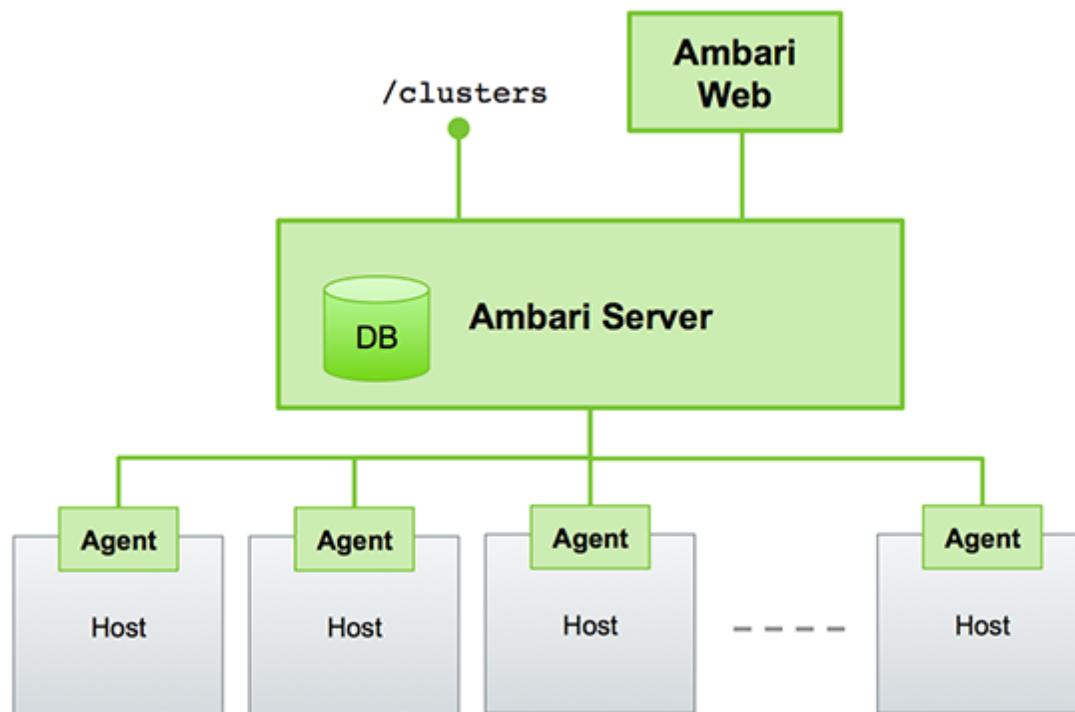 Ambari
Web
/clusters
DB
Ambari Server
Agent
Agent
Agent
Agent
Host
Host
Host
Host